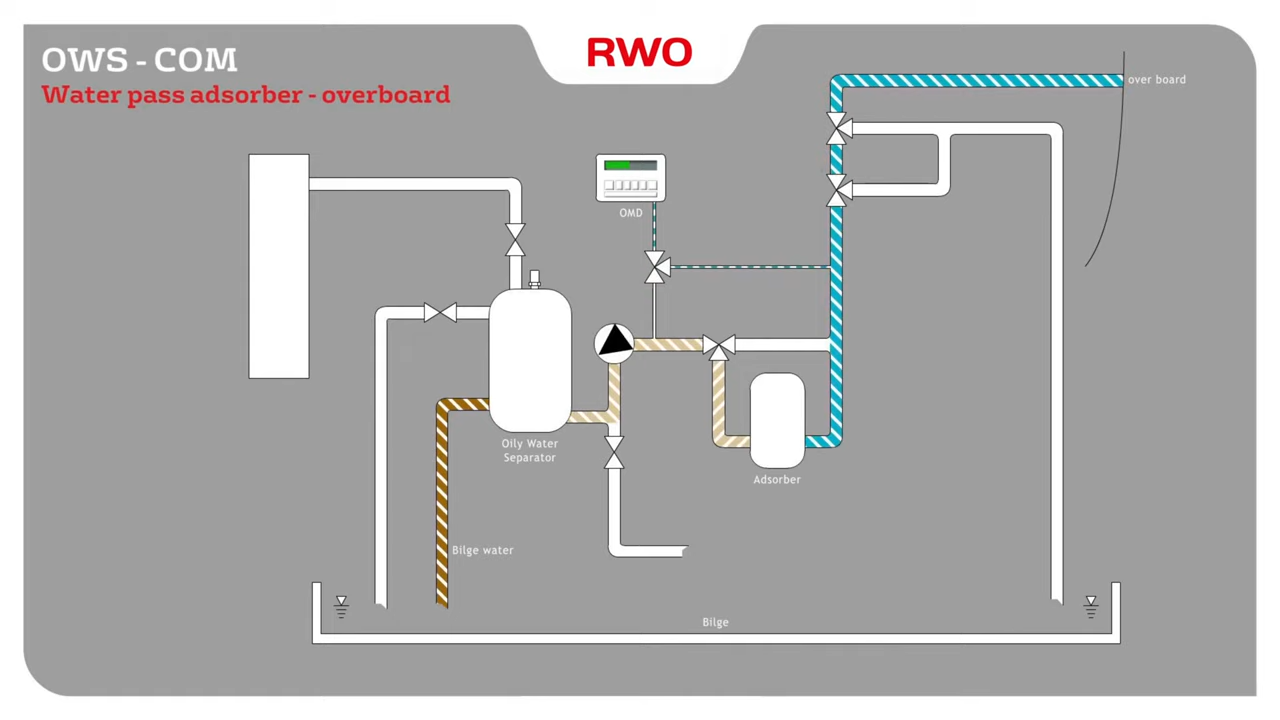 OWS - COM
RWO
Water pass adsorber - overboard
over board
OMD
Oily Water
Separator
Adsorber
Bilge water
Bilge